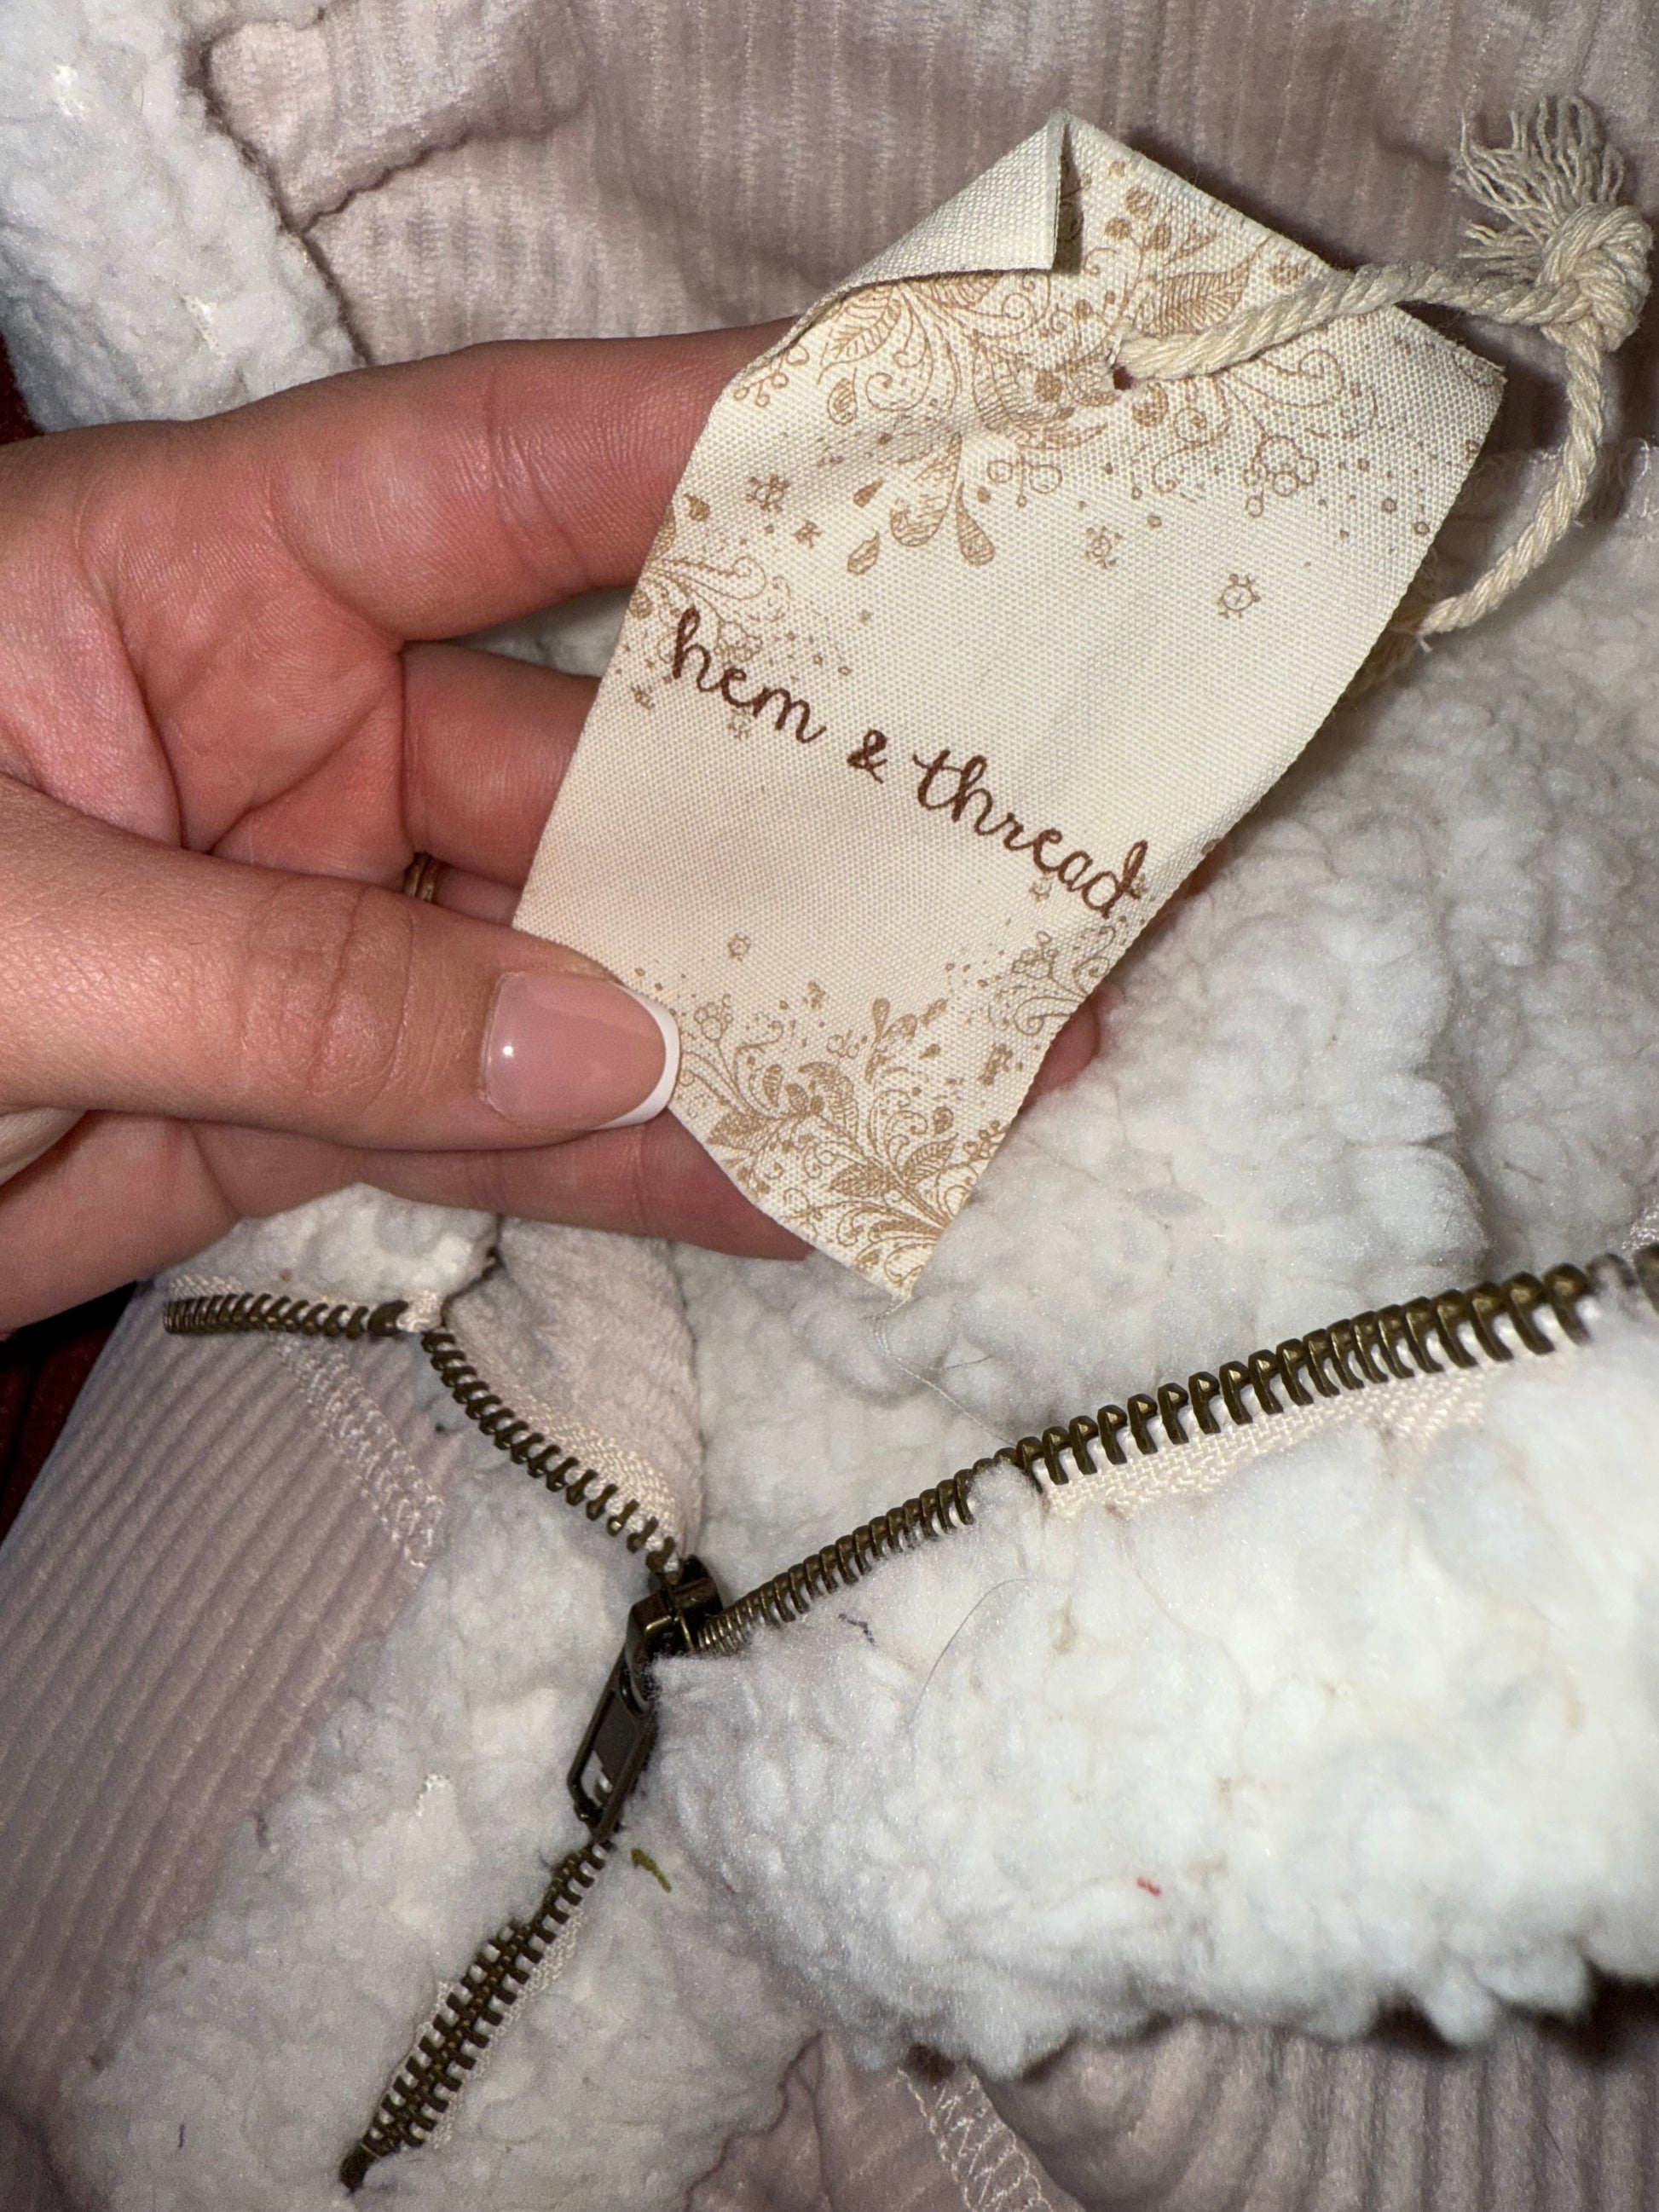 hem & thread